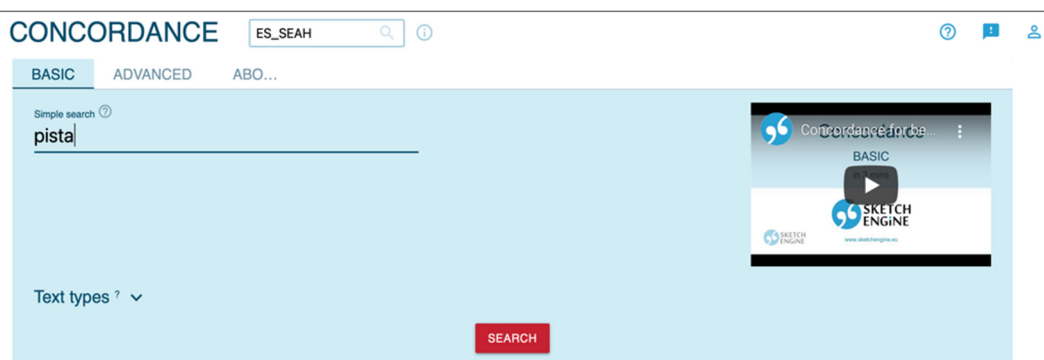 CONCORDANCE
ES_SEAH
BASIC ADVANCED ABO...
Simple search ?
pista
Concordance for be...
Concordance
BASIC
SKETCH
ENGINE
SKETCH
ENGINE
www.sketchengine.eu
Text types ?
SEARCH